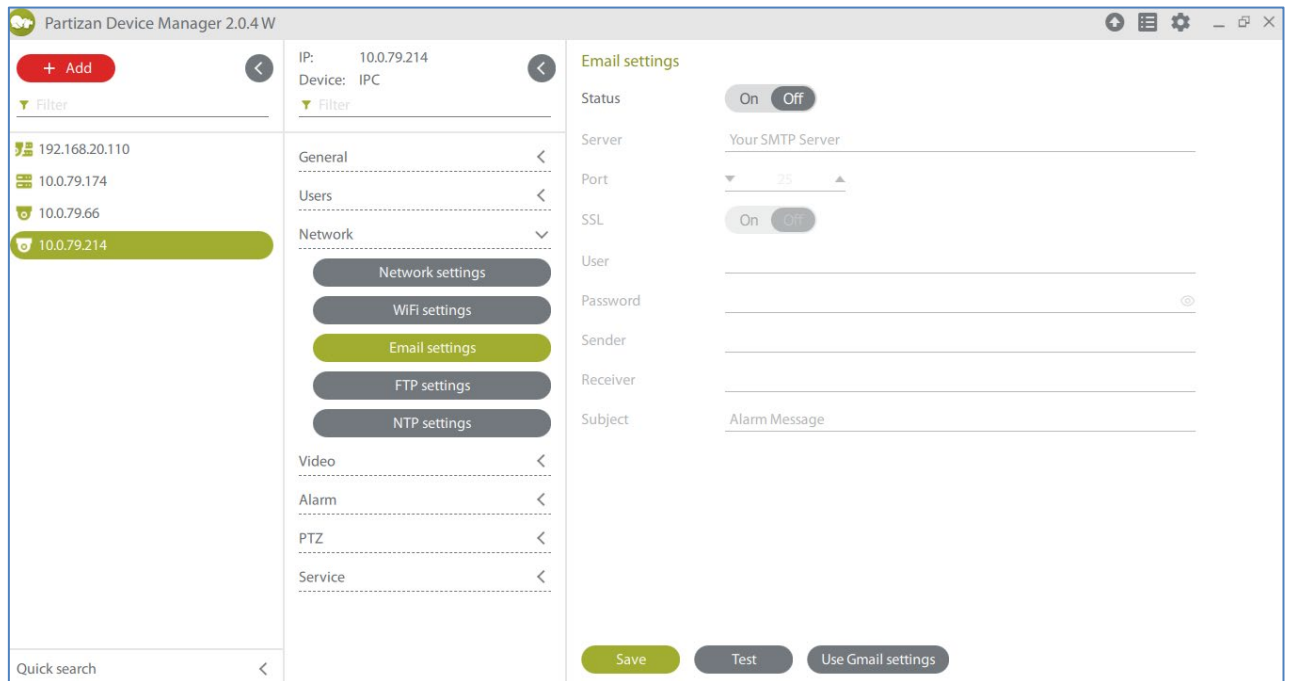 Partizan Device Manager 2.0.4 W
+ Add
Filter
192.168.20.110
10.0.79.174
10.0.79.66
10.0.79.214
Quick search
IP: 10.0.79.214
Device: IPC
Filter
General
Users
Network
Network settings
WiFi settings
Email settings
FTP settings
NTP settings
Video
Alarm
PTZ
Service
Email settings
Status On Off
Server Your SMTP Server
Port 25
SSL On Off
User
Password
Sender
Receiver
Subject Alarm Message
Save Test Use Gmail settings